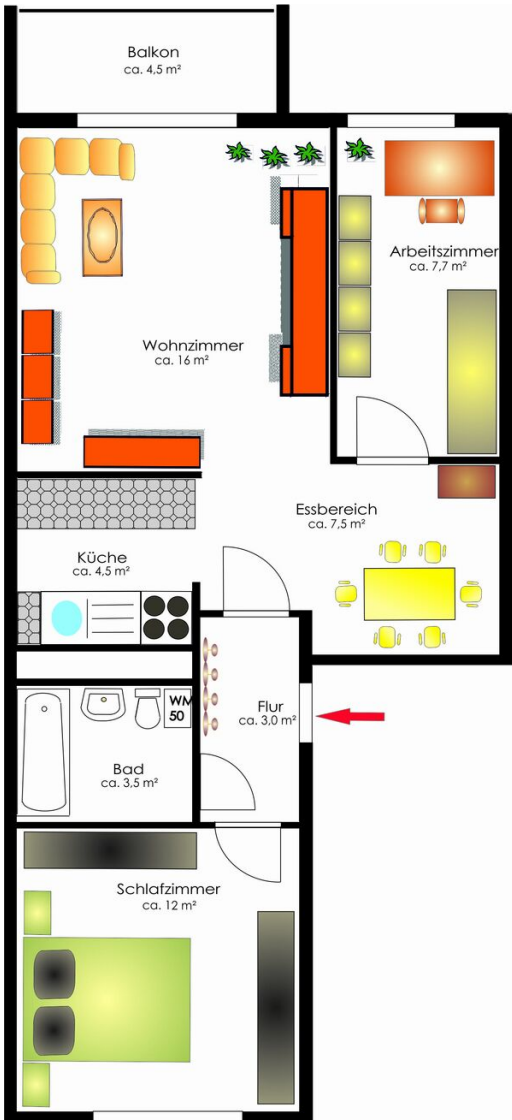 Balkon
ca. 4,5 m²
Arbeitszimmer
ca. 7,7 m²
Wohnzimmer
ca. 16 m²
Essbereich
ca. 7,5 m²
Küche
ca. 4,5 m²
WM
50
Flur
ca. 3,0 m²
Bad
ca. 3,5 m²
Schlafzimmer
ca. 12 m²